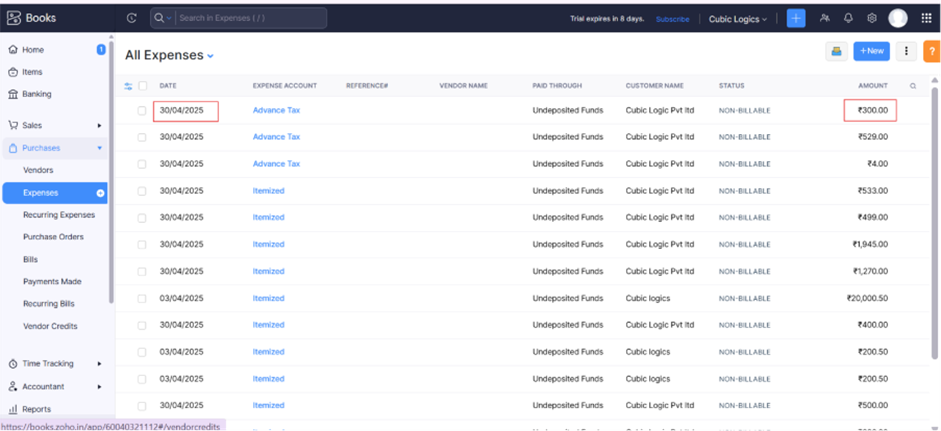 Books
Search in Expenses ( / )
Trial expires in 8 days. Subscribe
Cubic Logics
Home 1
Items
Banking
Sales
Purchases
Vendors
Expenses
Recurring Expenses
Purchase Orders
Bills
Payments Made
Recurring Bills
Vendor Credits
Time Tracking
Accountant
Reports
https://books.zoho.in/app/60040321112#/vendorcredits
All Expenses
+New
?
DATE EXPENSE ACCOUNT REFERENCE# VENDOR NAME PAID THROUGH CUSTOMER NAME STATUS AMOUNT
30/04/2025 Advance Tax Undeposited Funds Cubic Logic Pvt ltd NON-BILLABLE ₹300.00
30/04/2025 Advance Tax Undeposited Funds Cubic Logic Pvt ltd NON-BILLABLE ₹529.00
30/04/2025 Advance Tax Undeposited Funds Cubic Logic Pvt ltd NON-BILLABLE ₹4.00
30/04/2025 Itemized Undeposited Funds Cubic Logic Pvt ltd NON-BILLABLE ₹533.00
30/04/2025 Itemized Undeposited Funds Cubic Logic Pvt ltd NON-BILLABLE ₹499.00
30/04/2025 Itemized Undeposited Funds Cubic Logic Pvt ltd NON-BILLABLE ₹1,945.00
30/04/2025 Itemized Undeposited Funds Cubic Logic Pvt ltd NON-BILLABLE ₹1,270.00
03/04/2025 Itemized Undeposited Funds Cubic logics NON-BILLABLE ₹20,000.50
30/04/2025 Itemized Undeposited Funds Cubic Logic Pvt ltd NON-BILLABLE ₹400.00
03/04/2025 Itemized Undeposited Funds Cubic logics NON-BILLABLE ₹200.50
03/04/2025 Itemized Undeposited Funds Cubic logics NON-BILLABLE ₹200.50
30/04/2025 Itemized Undeposited Funds Cubic Logic Pvt ltd NON-BILLABLE ₹500.00